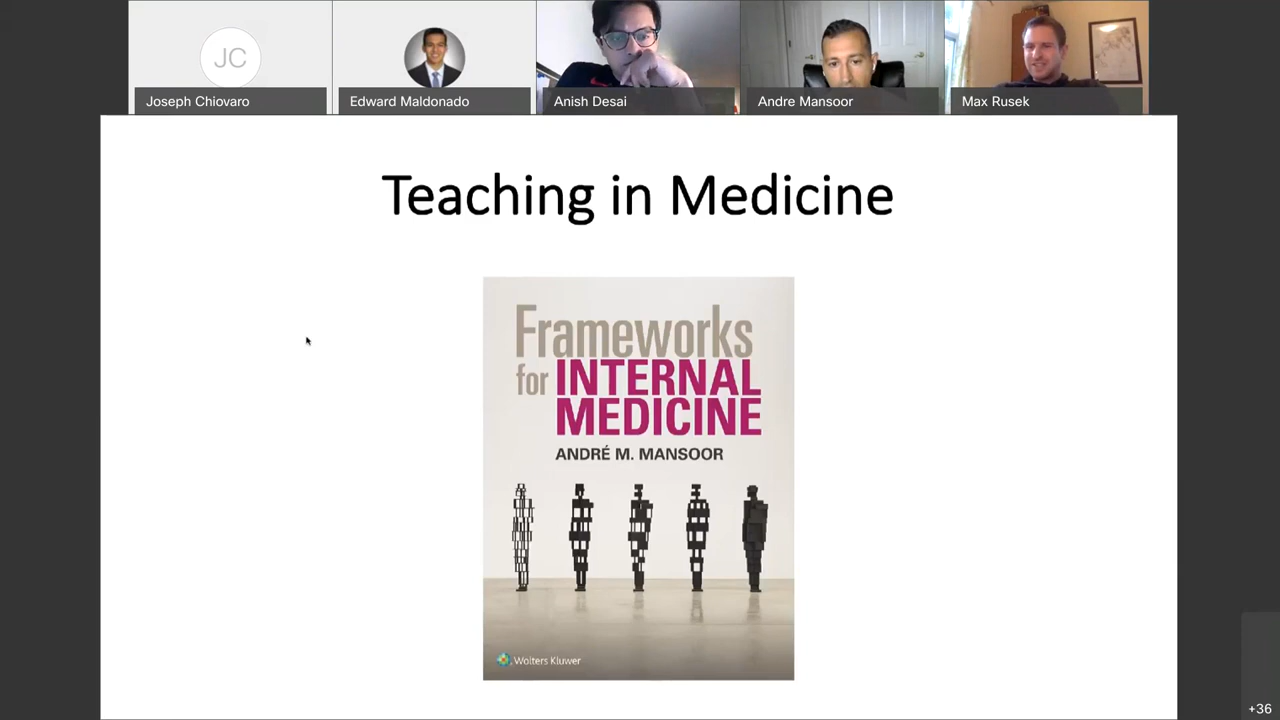 JC
Joseph Chiovaro
Edward Maldonado
Anish Desai
Andre Mansoor
Max Rusek
Teaching in Medicine
Frameworks
for INTERNAL
MEDICINE
ANDRÉ M. MANSOOR
Wolters Kluwer
+36